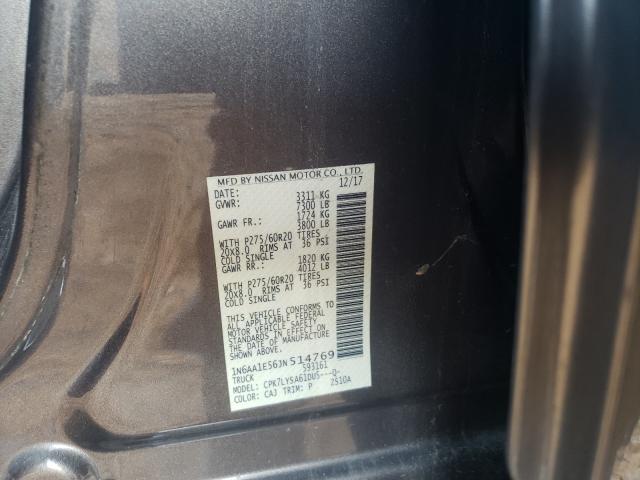 MFD BY NISSAN MOTOR CO., LTD.
DATE: 12/17
GVWR: 3311 KG
7300 LB
GAWR FR.: 1724 KG
3800 LB
WITH P275/60R20 TIRES
20X8.0 RIMS AT 36 PSI
COLD SINGLE
GAWR RR.: 1820 KG
4012 LB
WITH P275/60R20 TIRES
20X8.0 RIMS AT 36 PSI
COLD SINGLE
THIS VEHICLE CONFORMS TO
ALL APPLICABLE FEDERAL
MOTOR VEHICLE SAFETY
STANDARDS IN EFFECT ON
THE DATE OF MANUFACTURE
SHOWN ABOVE.
1N6AA1E56JN514769
TRUCK 593161
MODEL: CPK7LYSA61DU5---Q-
COLOR: CAJ TRIM: P 2S10A